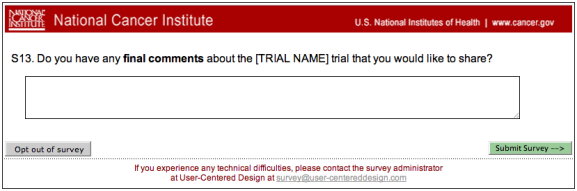 NATIONAL CANCER INSTITUTE
National Cancer Institute
U.S. National Institutes of Health | www.cancer.gov
S13. Do you have any final comments about the [TRIAL NAME] trial that you would like to share?
Opt out of survey
Submit Survey -->
If you experience any technical difficulties, please contact the survey administrator
at User-Centered Design at survey@user-centereddesign.com